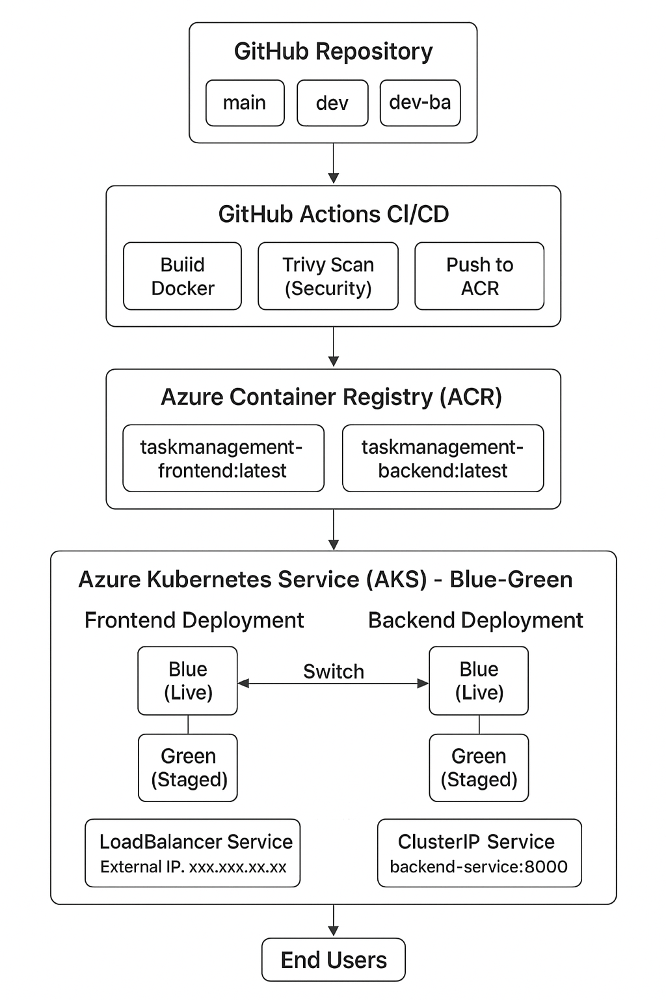 GitHub Repository
main
dev
dev-ba
GitHub Actions CI/CD
Buiid
Docker
Trivy Scan
(Security)
Push to
ACR
Azure Container Registry (ACR)
taskmanagement-
frontend:latest
taskmanagement-
backend:latest
Azure Kubernetes Service (AKS) - Blue-Green
Frontend Deployment
Backend Deployment
Blue
(Live)
Switch
Blue
(Live)
Green
(Staged)
Green
(Staged)
LoadBalancer Service
External IP. xxx.xxx.xx.xx
ClusterIP Service
backend-service:8000
End Users